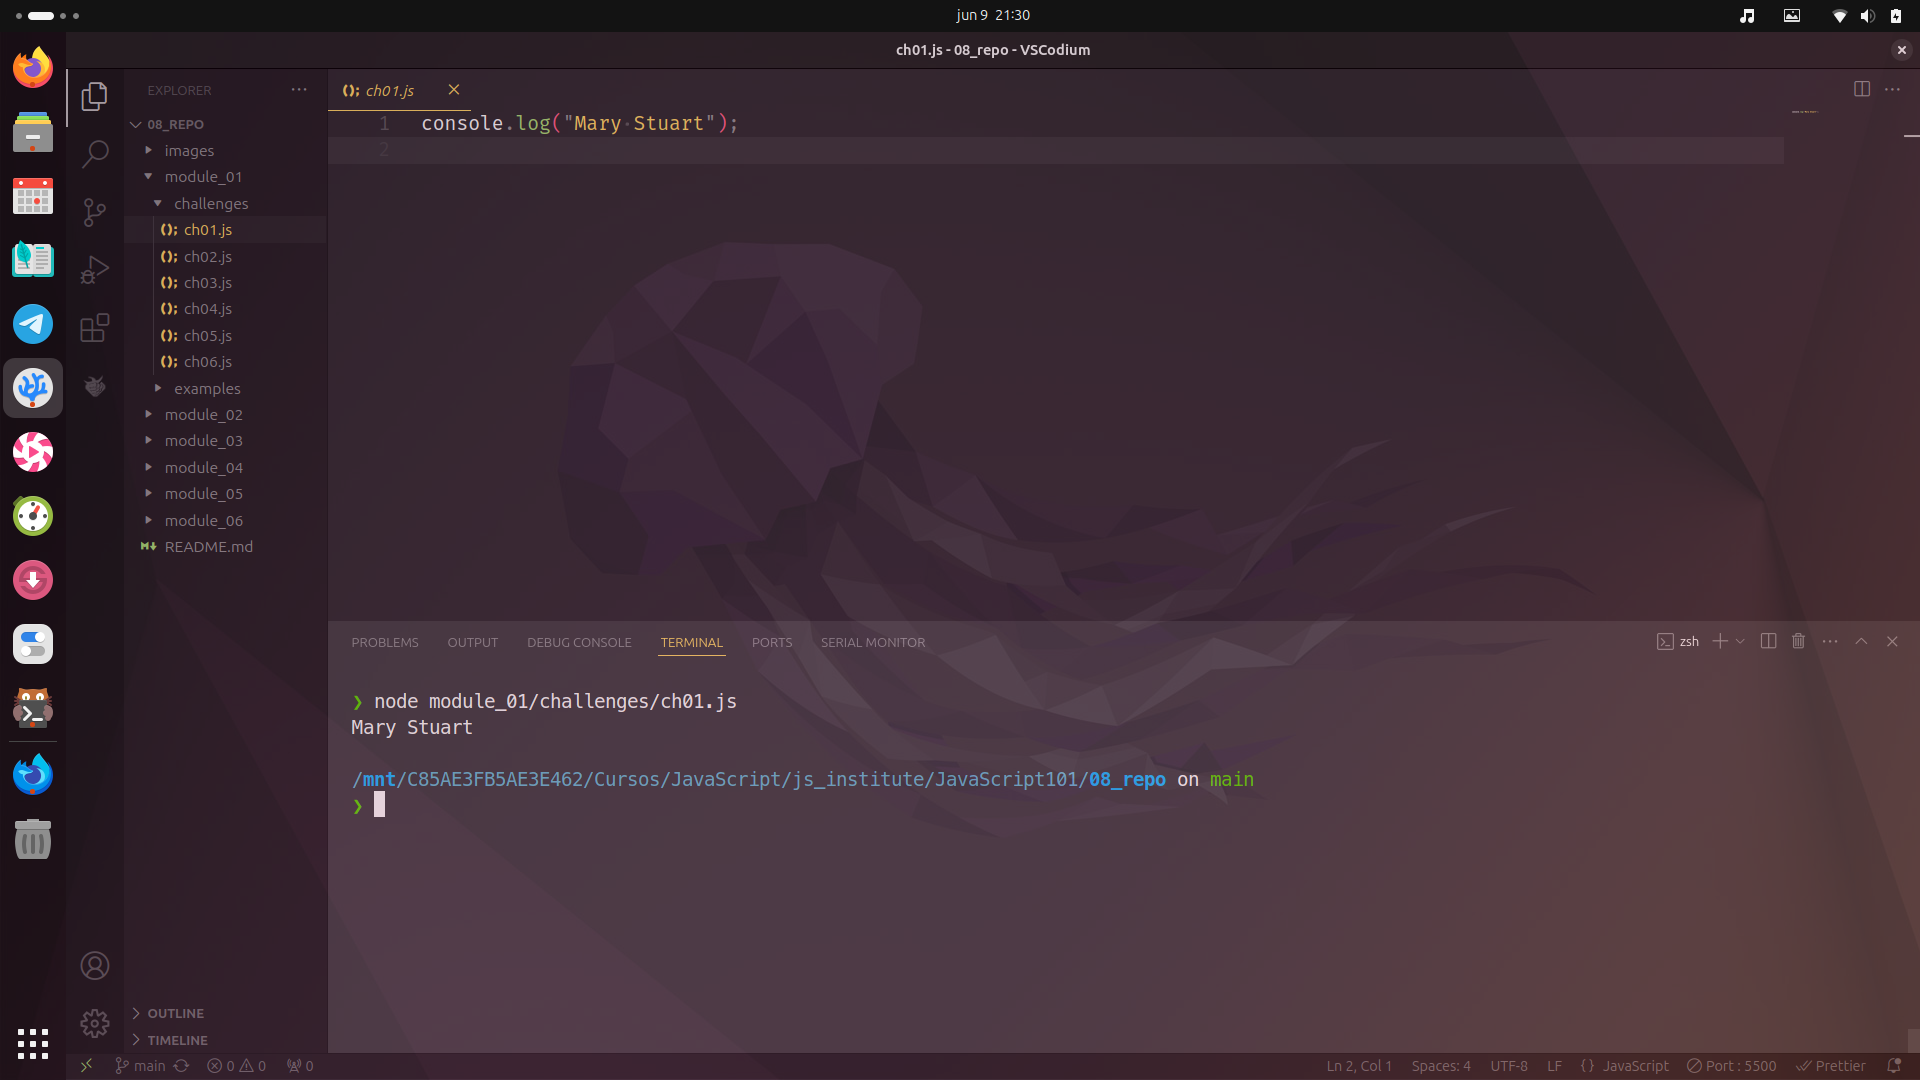 jun 9 21:30
ch01.js - 08_repo - VSCodium
EXPLORER
08_REPO
images
module_01
challenges
ch01.js
ch02.js
ch03.js
ch04.js
ch05.js
ch06.js
examples
module_02
module_03
module_04
module_05
module_06
README.md
OUTLINE
TIMELINE
ch01.js
1 console.log("Mary Stuart");
2
PROBLEMS OUTPUT DEBUG CONSOLE TERMINAL PORTS SERIAL MONITOR
zsh
❯ node module_01/challenges/ch01.js
Mary Stuart
/mnt/C85AE3FB5AE3E462/Cursos/JavaScript/js_institute/JavaScript101/08_repo on main
❯
main 0 0 0 Ln 2, Col 1 Spaces: 4 UTF-8 LF {} JavaScript Port : 5500 Prettier